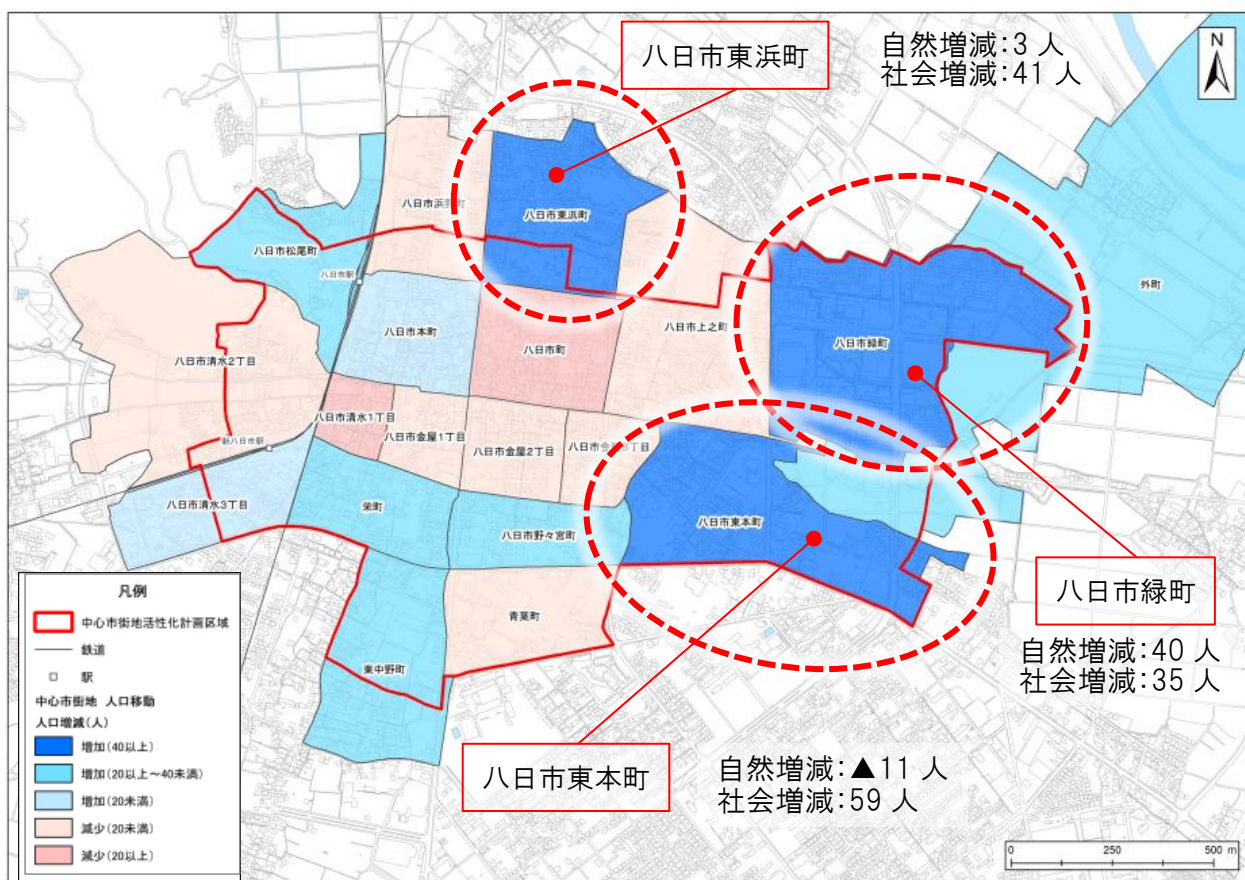 八日市東浜町
自然増減:3 人
社会増減:41 人
N
八日市浜野町
八日市東浜町
八日市松尾町
八日市駅
外町
八日市本町
八日市町
八日市上之町
八日市緑町
八日市清水2丁目
八日市清水1丁目
八日市金屋1丁目
八日市金屋2丁目
八日市金屋3丁目
新八日市駅
八日市清水3丁目
栄町
八日市野々宮町
八日市東本町
青葉町
東中野町
八日市緑町
自然増減:40 人
社会増減:35 人
八日市東本町
自然増減:▲11 人
社会増減:59 人
凡例
中心市街地活性化計画区域
鉄道
駅
中心市街地 人口移動
人口増減(人)
増加(40以上)
増加(20以上~40未満)
増加(20未満)
減少(20未満)
減少(20以上)
0 250 500 m